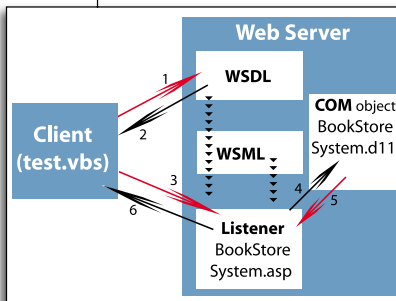 Web Server
1
WSDL
2
COM object
BookStore
System.d11
Client
(test.vbs)
WSML
3
4
5
6
Listener
BookStore
System.asp